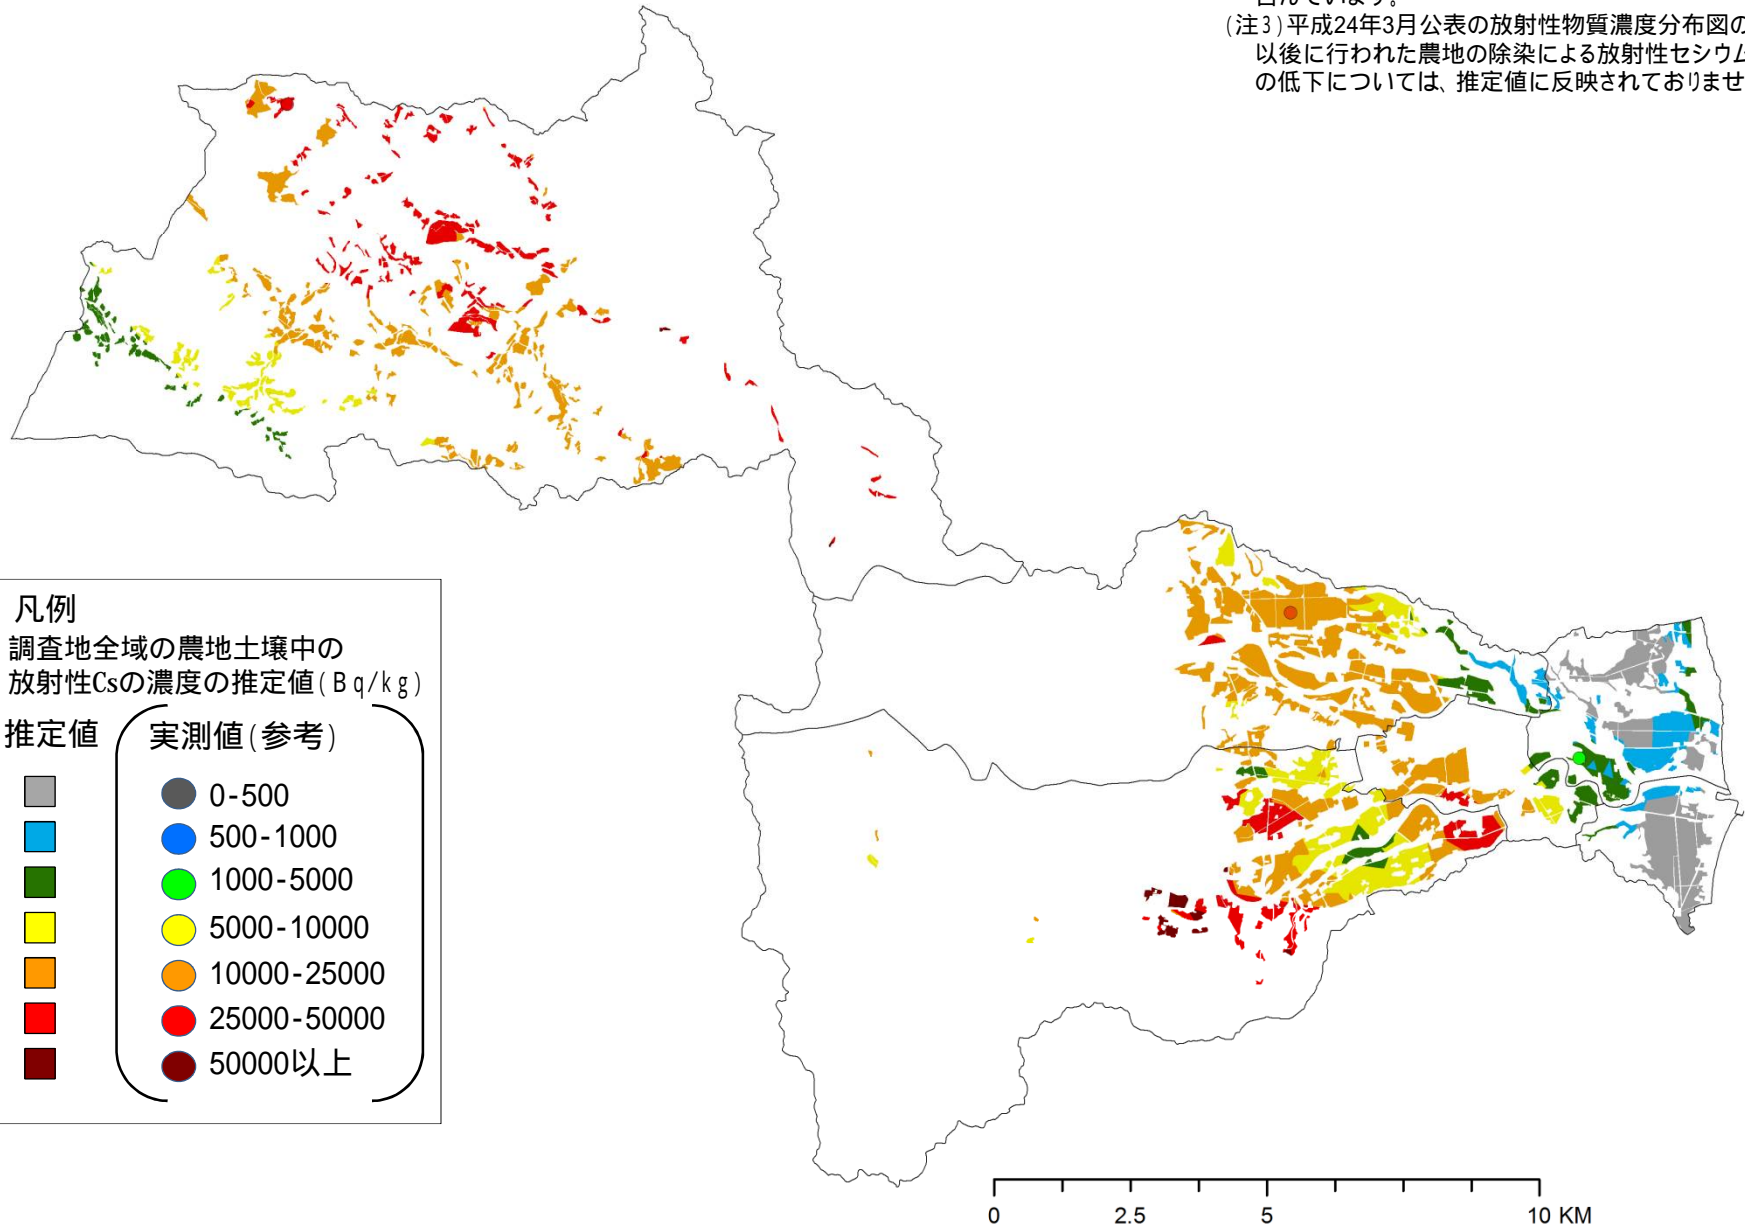 含んでいます。
(注3)平成24年3月公表の放射性物質濃度分布図の
以後に行われた農地の除染による放射性セシウム
の低下については、推定値に反映されておりませ
凡例
調査地全域の農地土壌中の
放射性Csの濃度の推定値(Bq/kg)
推定値 実測値(参考)
0-500
500-1000
1000-5000
5000-10000
10000-25000
25000-50000
50000以上
0 2.5 5 10 KM